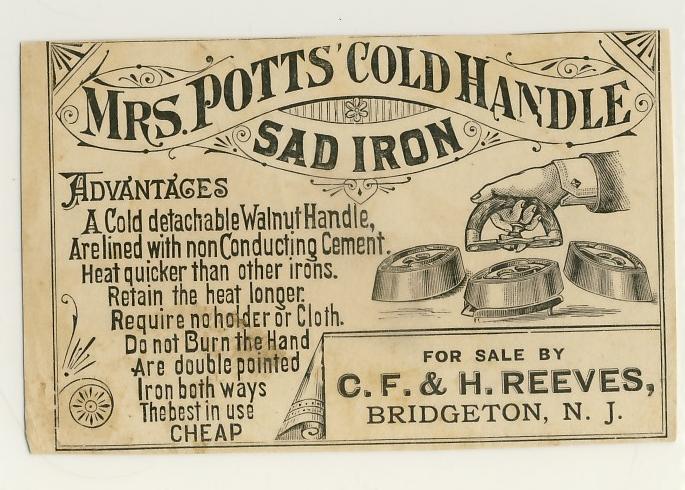 MRS. POTTS' COLD HANDLE
SAD IRON
ADVANTAGES
A Cold detachable Walnut Handle,
Are lined with non Conducting Cement.
Heat quicker than other irons.
Retain the heat longer.
Require no holder or Cloth.
Do not Burn the Hand
Are double pointed
Iron both ways
The best in use
CHEAP
FOR SALE BY
C. F. & H. REEVES,
BRIDGETON, N. J.